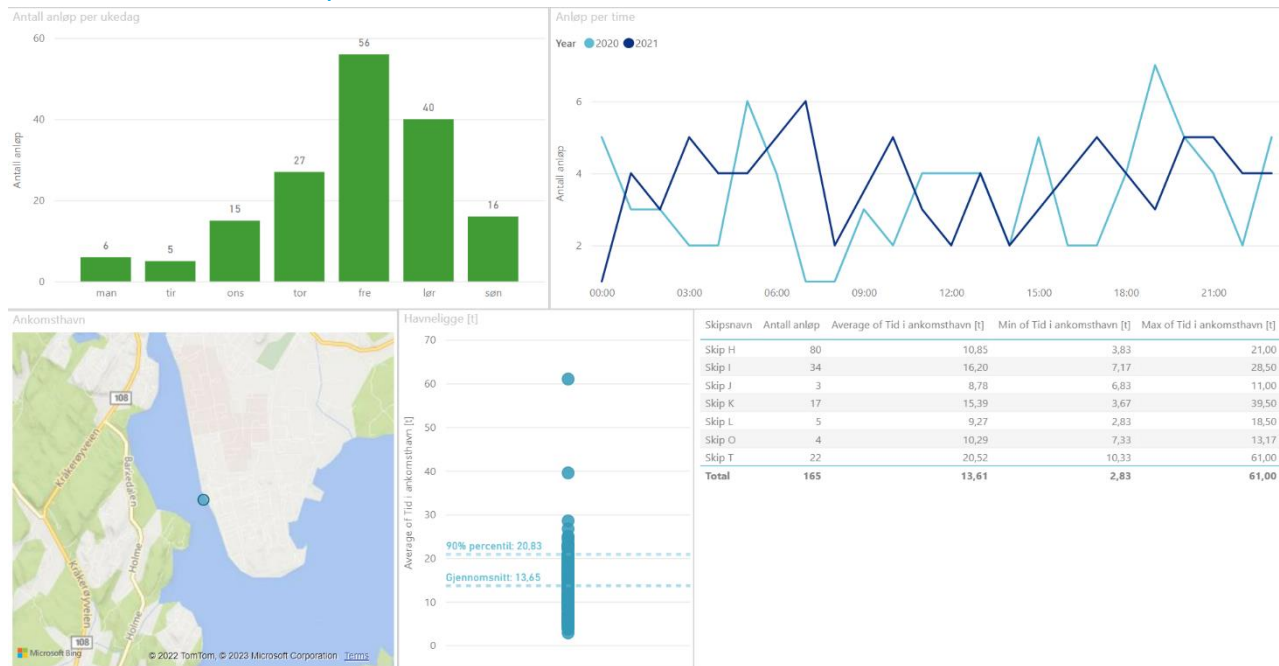 Antall anløp per ukedag
60
40
20
0
Antall anløp
6
5
15
27
56
40
16
man tir ons tor fre lør søn
Anløp per time
Year 2020 2021
6
4
2
Antall anløp
00:00 03:00 06:00 09:00 12:00 15:00 18:00 21:00
Ankomsthavn
108
Kråkerøyveien
Barkedalen
Holme
Kråkerøyveien
Holme
108
Microsoft Bing
© 2022 TomTom, © 2023 Microsoft Corporation Terms
Havneligge [t]
70
60
50
40
30
20
10
0
Average of Tid i ankomsthavn [t]
90% percentil: 20,83
Gjennomsnitt: 13,65
Skipsnavn Antall anløp Average of Tid i ankomsthavn [t] Min of Tid i ankomsthavn [t] Max of Tid i ankomsthavn [t]
Skip H 80 10,85 3,83 21,00
Skip I 34 16,20 7,17 28,50
Skip J 3 8,78 6,83 11,00
Skip K 17 15,39 3,67 39,50
Skip L 5 9,27 2,83 18,50
Skip O 4 10,29 7,33 13,17
Skip T 22 20,52 10,33 61,00
Total 165 13,61 2,83 61,00